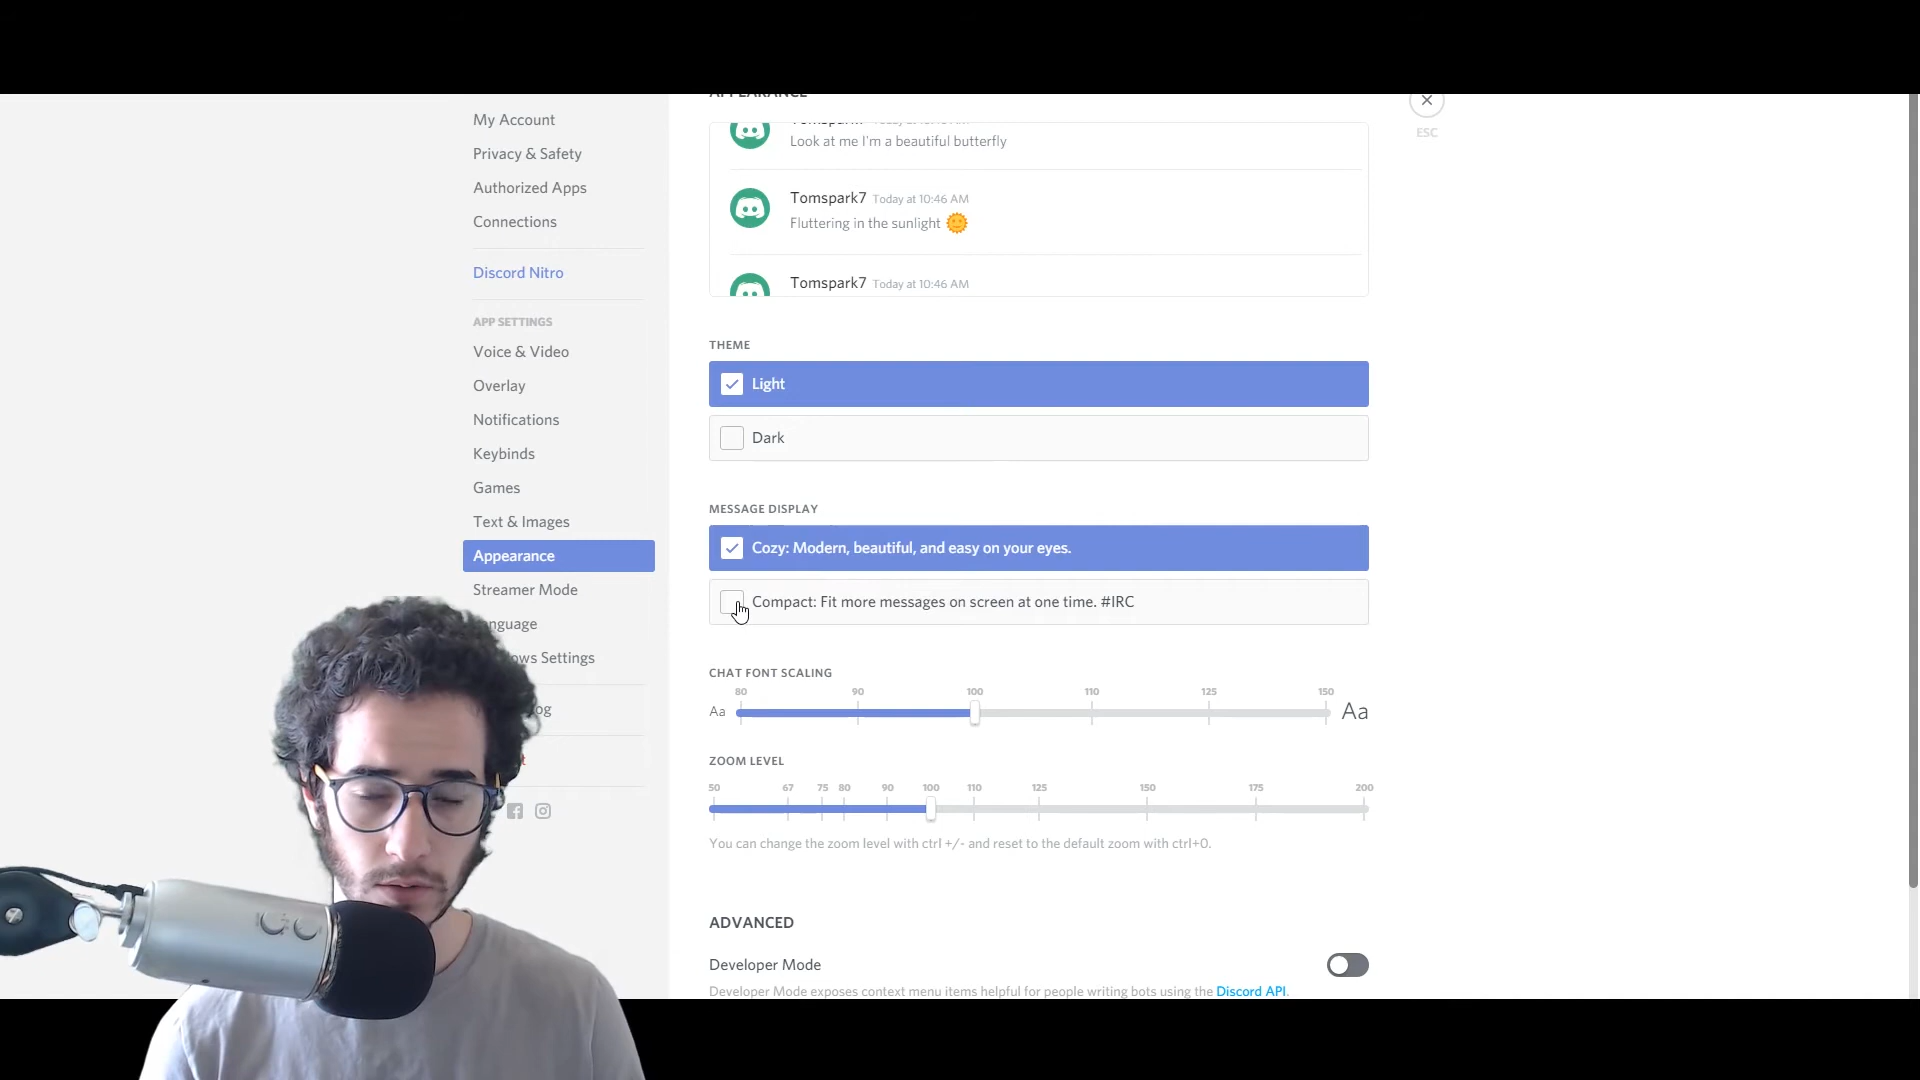 My Account
Privacy & Safety
Authorized Apps
Connections
Discord Nitro
APP SETTINGS
Voice & Video
Overlay
Notifications
Keybinds
Games
Text & Images
Appearance
Streamer Mode
ESC
Look at me I'm a beautiful butterfly
Tomspark7 Today at 10:46 AM
Fluttering in the sunlight
Tomspark7 Today at 10:46 AM
THEME
Light
Dark
MESSAGE DISPLAY
Cozy: Modern, beautiful, and easy on your eyes.
Compact: Fit more messages on screen at one time. #IRC
Settings
CHAT FONT SCALING
80 90 100 110 125 150
Aa Aa
ZOOM LEVEL
50 67 75 80 90 100 110 125 150 175 200
You can change the zoom level with ctrl +/- and reset to the default zoom with ctrl+0.
ADVANCED
Developer Mode
Developer Mode exposes context menu items helpful for people writing bots using the Discord API.